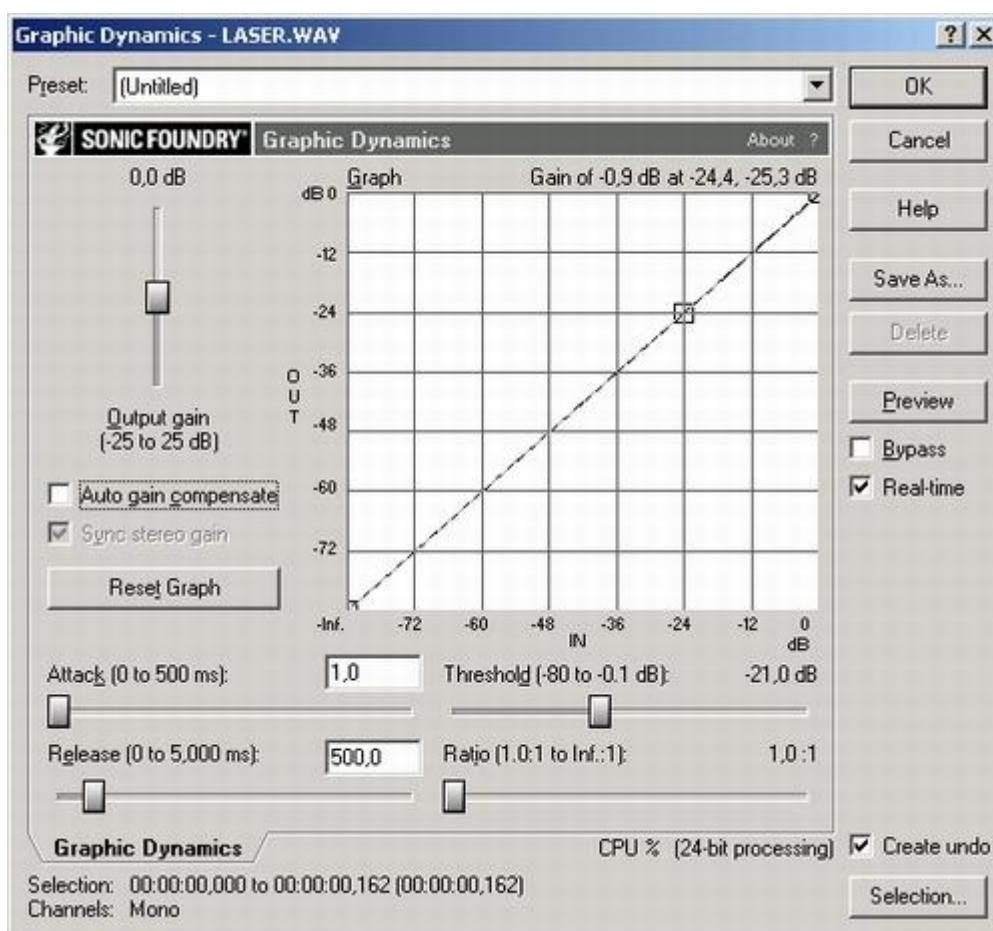 Graphic Dynamics - LASER.WAV
Preset: (Untitled)
OK
SONIC FOUNDRY Graphic Dynamics About ?
Cancel
0,0 dB
Graph Gain of -0,9 dB at -24,4, -25,3 dB
dB 0
Help
-12
Save As...
-24
Delete
-36
OUT
Preview
Output gain
(-25 to 25 dB)
-48
Bypass
Auto gain compensate
-60
Real-time
Sync stereo gain
-72
Reset Graph
-Inf. -72 -60 -48 -36 -24 -12 0
IN dB
Attack (0 to 500 ms): 1,0 Threshold (-80 to -0.1 dB): -21,0 dB
Release (0 to 5,000 ms): 500,0 Ratio (1.0:1 to Inf.:1): 1,0 :1
Graphic Dynamics CPU % (24-bit processing) Create undo
Selection: 00:00:00,000 to 00:00:00,162 (00:00:00,162)
Channels: Mono
Selection...